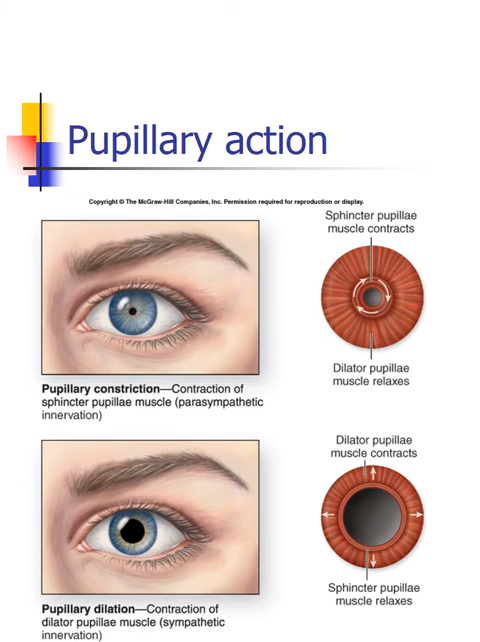 Pupillary action
Copyright © The McGraw-Hill Companies, Inc. Permission required for reproduction or display.
Sphincter pupillae
muscle contracts
Dilator pupillae
muscle relaxes
Pupillary constriction—Contraction of
sphincter pupillae muscle (parasympathetic
innervation)
Dilator pupillae
muscle contracts
Sphincter pupillae
muscle relaxes
Pupillary dilation—Contraction of
dilator pupillae muscle (sympathetic
innervation)